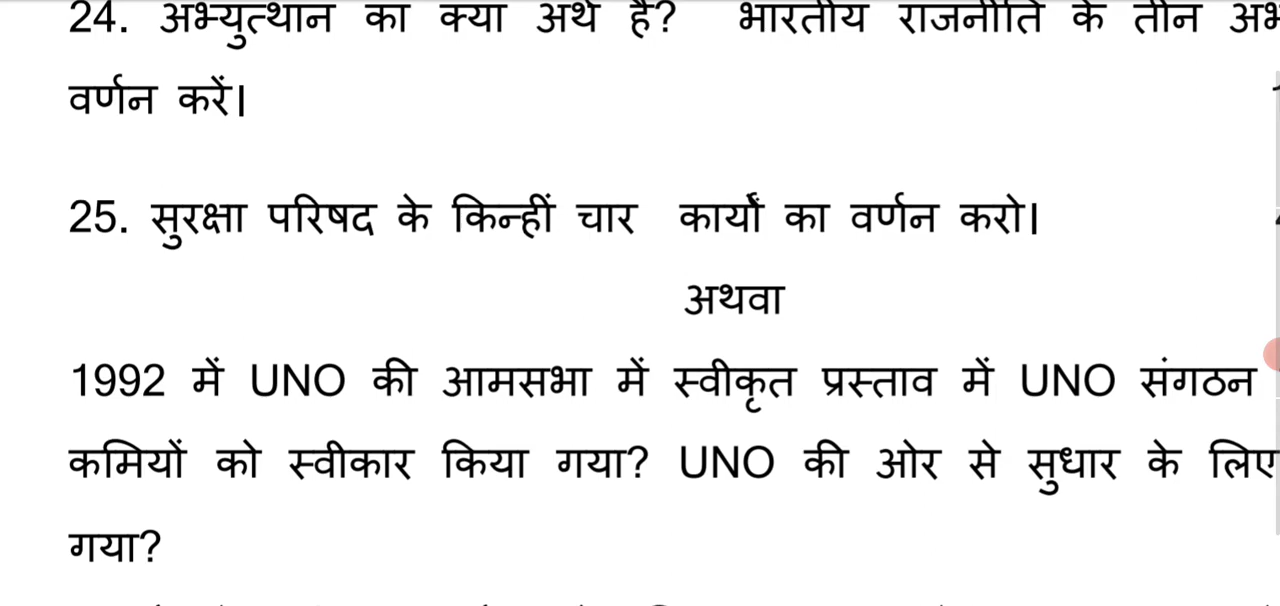 24. अभ्युत्थान का क्या अर्थ है? भारतीय राजनीति के तीन
वर्णन करें।
25. सुरक्षा परिषद के किन्हीं चार कार्यों का वर्णन करो।
अथवा
1992 में UNO की आमसभा में स्वीकृत प्रस्ताव में UNO संगठन
कमियों को स्वीकार किया गया? UNO की ओर से सुधार के लिए
गया?